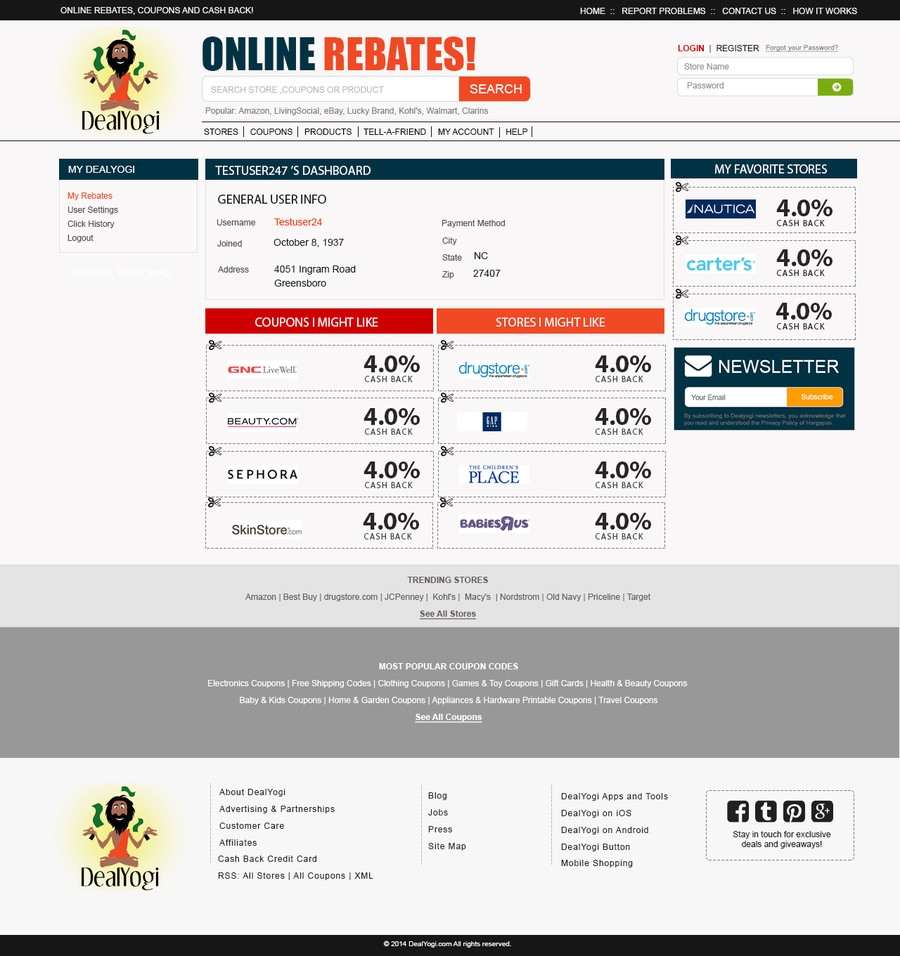 ONLINE REBATES, COUPONS AND CASH BACK!
HOME :: REPORT PROBLEMS :: CONTACT US :: HOW IT WORKS
DealYogi
ONLINE REBATES!
SEARCH STORE ,COUPONS OR PRODUCT
SEARCH
Popular: Amazon, LivingSocial, eBay, Lucky Brand, Kohl's, Walmart, Clarins
LOGIN | REGISTER Forgot your Password?
Store Name
Password
STORES | COUPONS | PRODUCTS | TELL-A-FRIEND | MY ACCOUNT | HELP |
MY DEALYOGI
My Rebates
User Settings
Click History
Logout
TESTUSER247 'S DASHBOARD
GENERAL USER INFO
Username Testuser24
Joined October 8, 1937
Address 4051 Ingram Road
Greensboro
Payment Method
City
State NC
Zip 27407
COUPONS I MIGHT LIKE
GNC LiveWell.
4.0%
CASH BACK
BEAUTY.COM
4.0%
CASH BACK
SEPHORA
4.0%
CASH BACK
SkinStore.com
4.0%
CASH BACK
STORES I MIGHT LIKE
drugstore.
4.0%
CASH BACK
GAP
4.0%
CASH BACK
THE CHILDREN'S
PLACE
4.0%
CASH BACK
BABIESRUS
4.0%
CASH BACK
MY FAVORITE STORES
NAUTICA
4.0%
CASH BACK
carter's
4.0%
CASH BACK
drugstore.
4.0%
CASH BACK
NEWSLETTER
Your Email
Subscribe
By subscribing to Dealyogi newsletters, you acknowledge that
you read and understood the Privacy Policy of Hargapas.
TRENDING STORES
Amazon | Best Buy | drugstore.com | JCPenney | Kohl's | Macy's | Nordstrom | Old Navy | Priceline | Target
See All Stores
MOST POPULAR COUPON CODES
Electronics Coupons | Free Shipping Codes | Clothing Coupons | Games & Toy Coupons | Gift Cards | Health & Beauty Coupons
Baby & Kids Coupons | Home & Garden Coupons | Appliances & Hardware Printable Coupons | Travel Coupons
See All Coupons
DealYogi
About DealYogi
Advertising & Partnerships
Customer Care
Affiliates
Cash Back Credit Card
RSS: All Stores | All Coupons | XML
Blog
Jobs
Press
Site Map
DealYogi Apps and Tools
DealYogi on iOS
DealYogi on Android
DealYogi Button
Mobile Shopping
Stay in touch for exclusive
deals and giveaways!
© 2014 DealYogi.com All rights reserved.